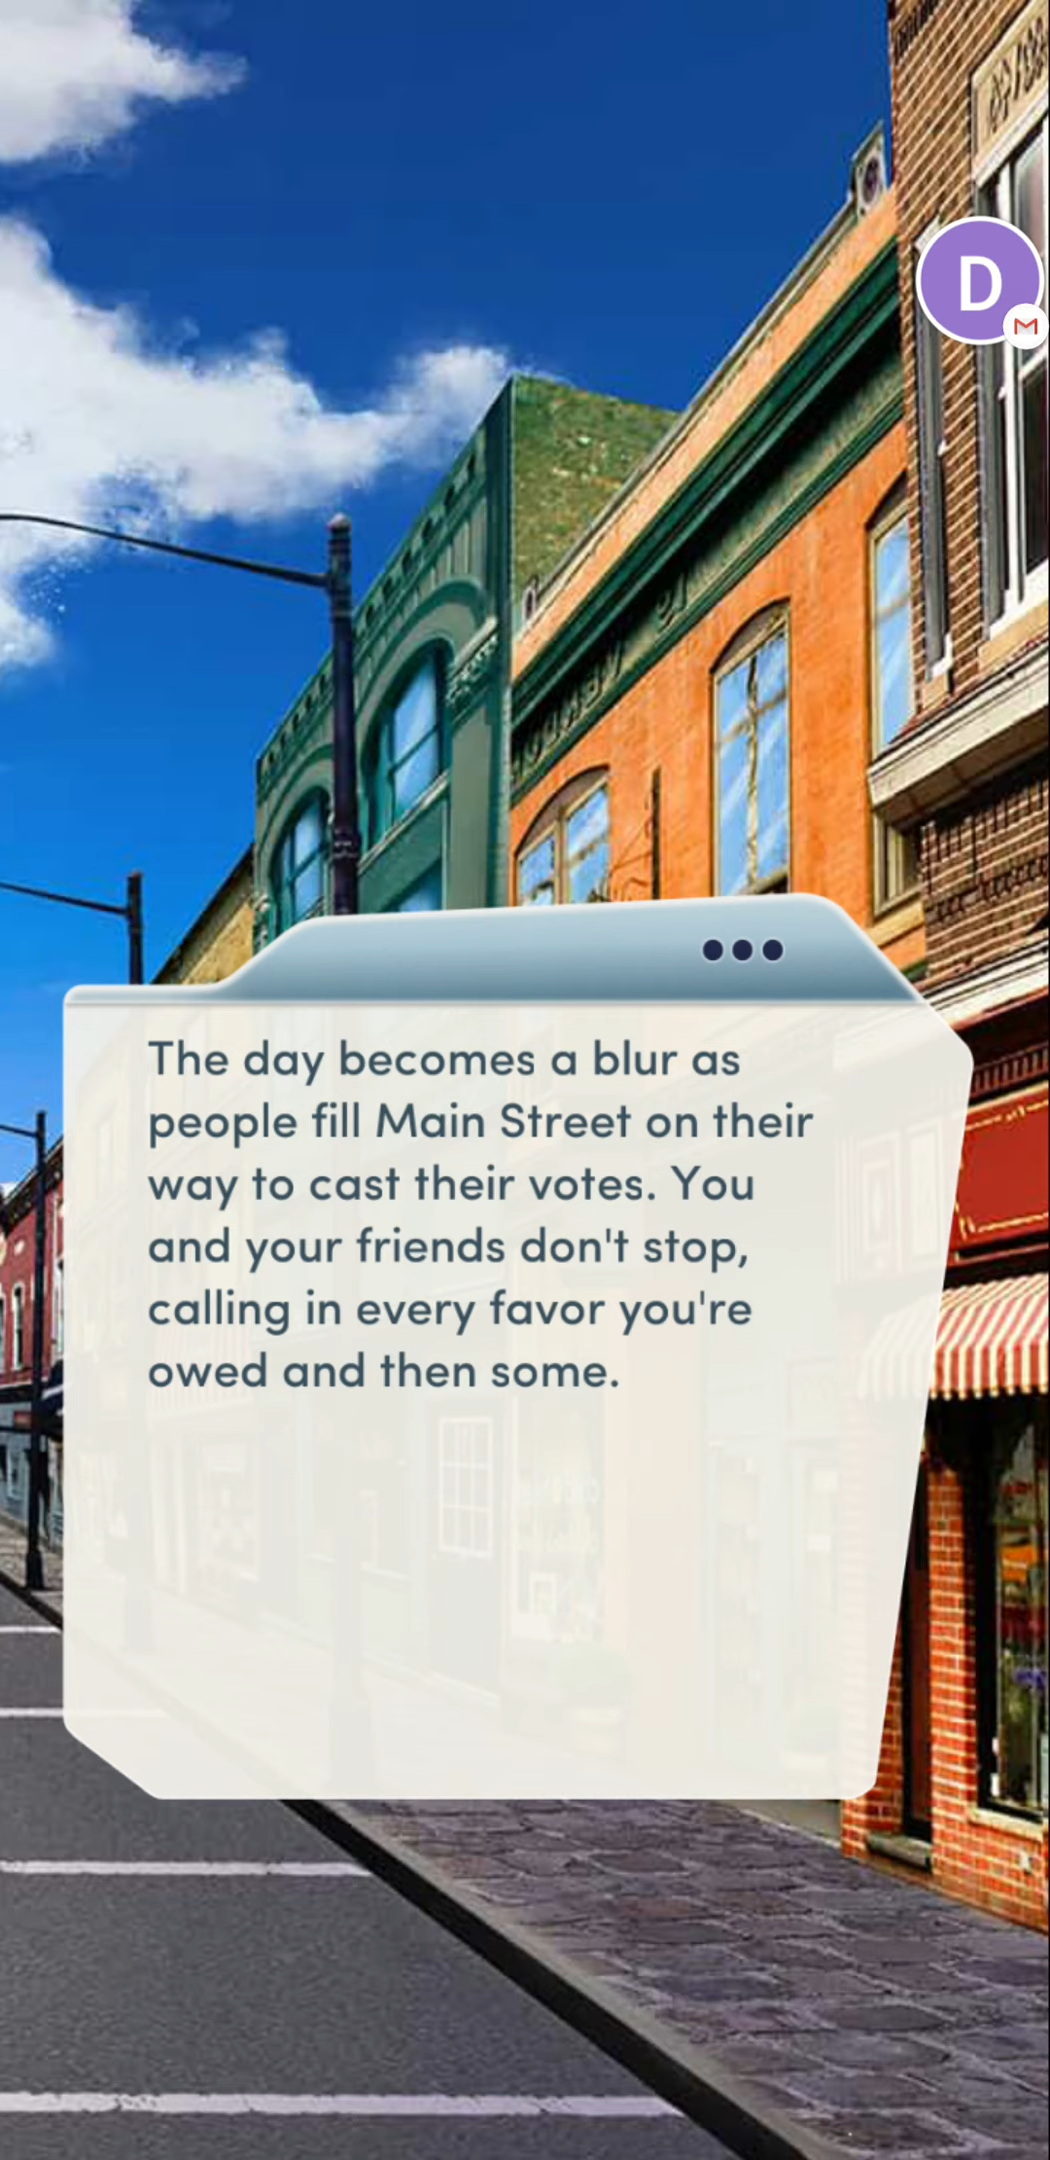 D
The day becomes a blur as
people fill Main Street on their
way to cast their votes. You
and your friends don't stop,
calling in every favor you're
owed and then some.